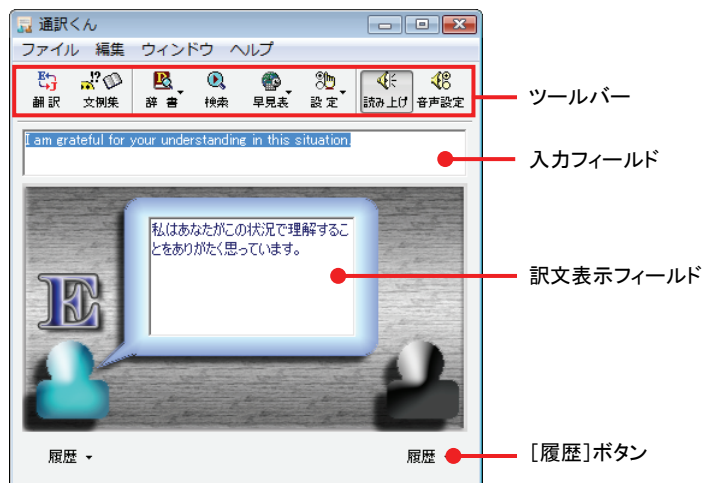 通訳くん
ファイル 編集 ウィンドウ ヘルプ
翻訳 文例集 辞書 検索 早見表 設定 読み上げ 音声設定
ツールバー
I am grateful for your understanding in this situation.
入力フィールド
私はあなたがこの状況で理解するこ
とをありがたく思っています。
訳文表示フィールド
E
履歴 履歴
［履歴］ボタン